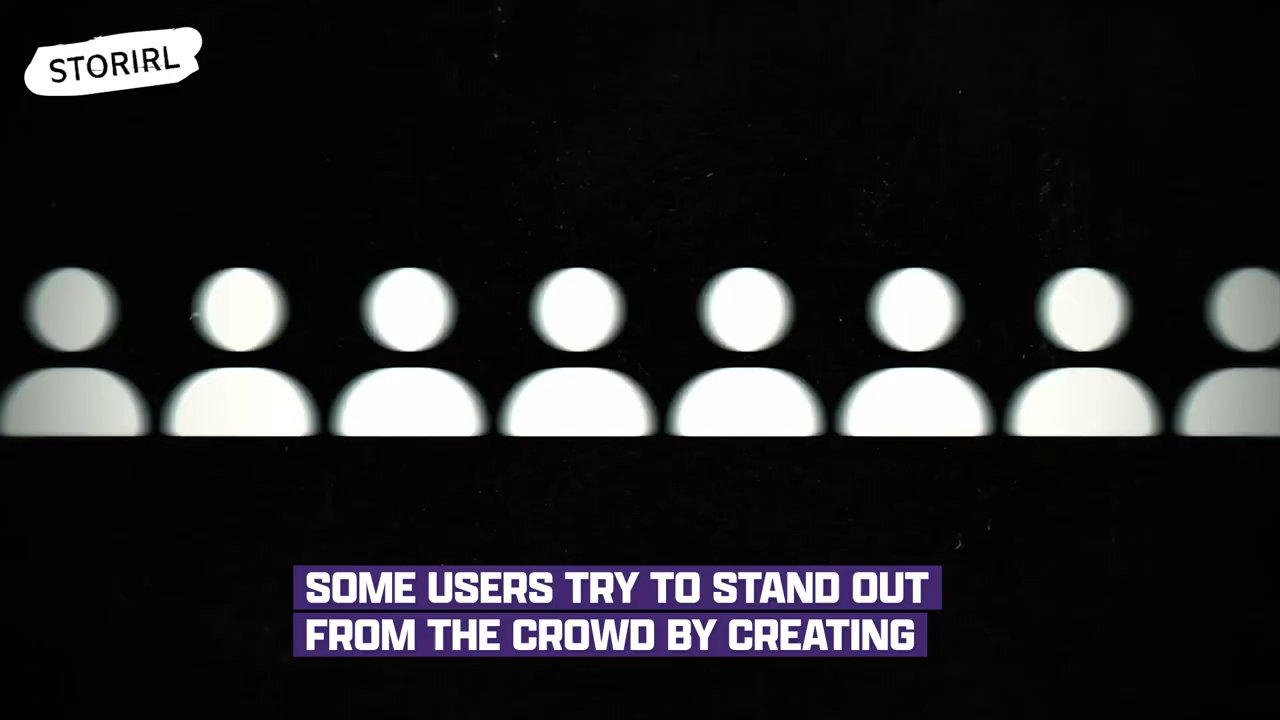 STORIRL
SOME USERS TRY TO STAND OUT
FROM THE CROWD BY CREATING